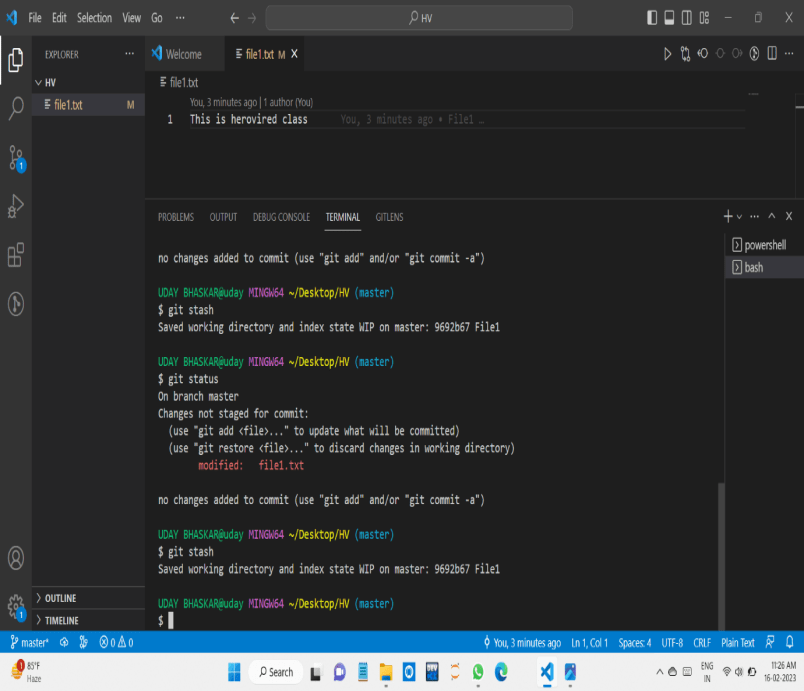 File Edit Selection View Go ··· HV
EXPLORER ···
HV
file1.txt M
Welcome
file1.txt M X
file1.txt
You, 3 minutes ago | 1 author (You)
1 This is herovired class You, 3 minutes ago • File1 …
PROBLEMS OUTPUT DEBUG CONSOLE TERMINAL GITLENS
powershell
bash
no changes added to commit (use "git add" and/or "git commit -a")
UDAY BHASKAR@uday MINGW64 ~/Desktop/HV (master)
$ git stash
Saved working directory and index state WIP on master: 9692b67 File1
UDAY BHASKAR@uday MINGW64 ~/Desktop/HV (master)
$ git status
On branch master
Changes not staged for commit:
(use "git add <file>..." to update what will be committed)
(use "git restore <file>..." to discard changes in working directory)
modified: file1.txt
no changes added to commit (use "git add" and/or "git commit -a")
UDAY BHASKAR@uday MINGW64 ~/Desktop/HV (master)
$ git stash
Saved working directory and index state WIP on master: 9692b67 File1
UDAY BHASKAR@uday MINGW64 ~/Desktop/HV (master)
$
OUTLINE
TIMELINE
1
1
master* 0 0 You, 3 minutes ago Ln 1, Col 1 Spaces: 4 UTF-8 CRLF Plain Text
1 85°F
Haze
Search
ENG
IN
11:26 AM
16-02-2023